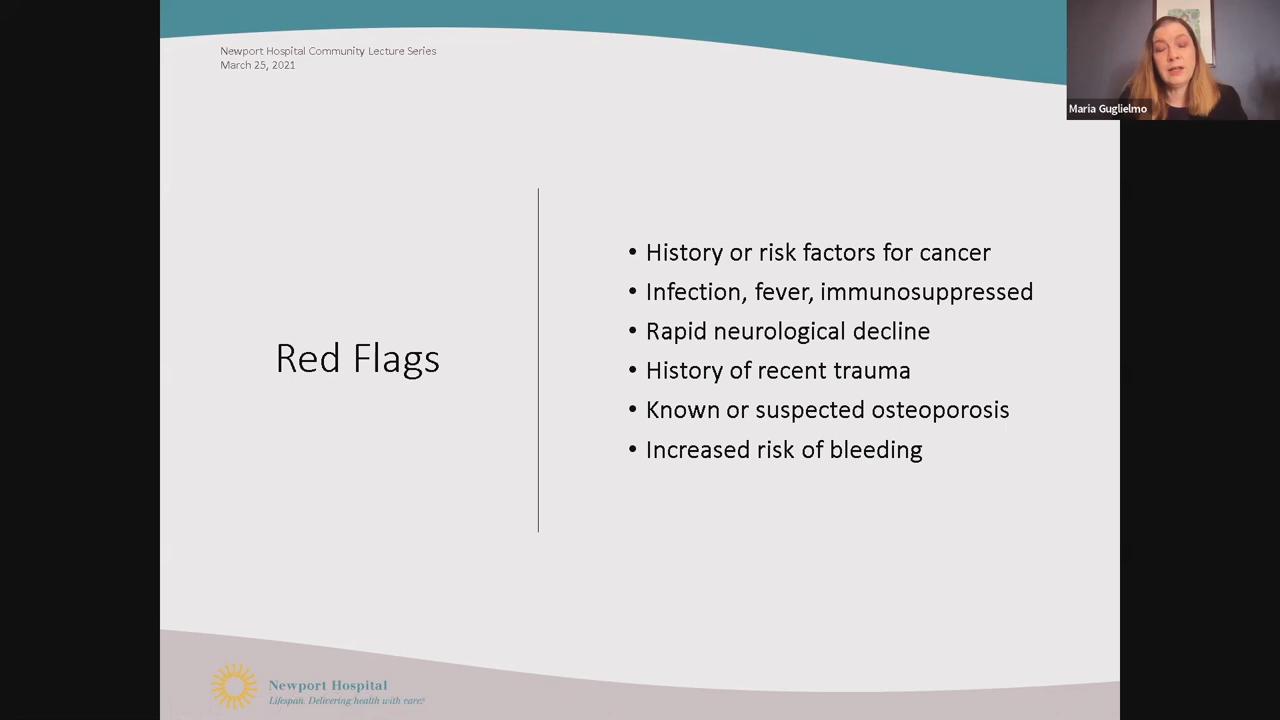 Newport Hospital Community Lecture Series
March 25, 2021
Maria Guglielmo
Red Flags
• History or risk factors for cancer
• Infection, fever, immunosuppressed
• Rapid neurological decline
• History of recent trauma
• Known or suspected osteoporosis
• Increased risk of bleeding
Newport Hospital
Lifespan. Delivering health with care.®